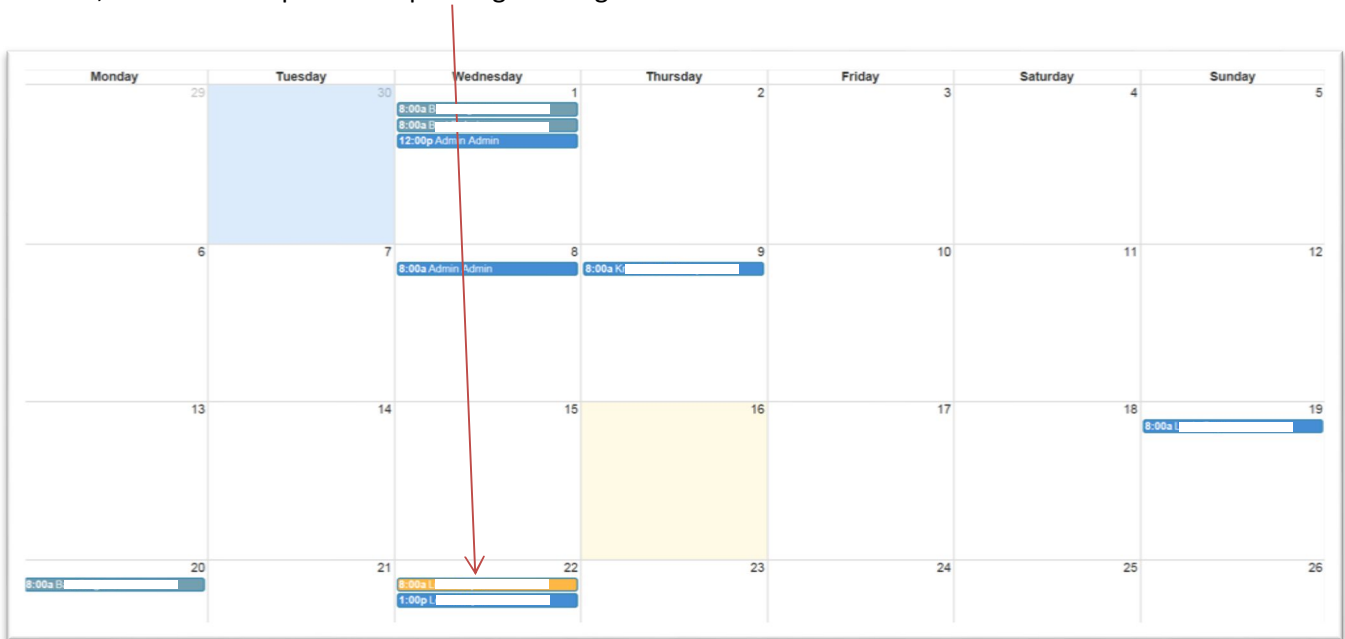 Monday Tuesday Wednesday Thursday Friday Saturday Sunday
29 30 1 2 3 4 5
8:00a B
8:00a B
12:00p Admin Admin
6 7 8 9 10 11 12
8:00a Admin Admin 8:00a Kr
13 14 15 16 17 18 19
8:00a L
20 21 22 23 24 25 26
8:00a B 8:00a L
1:00p L